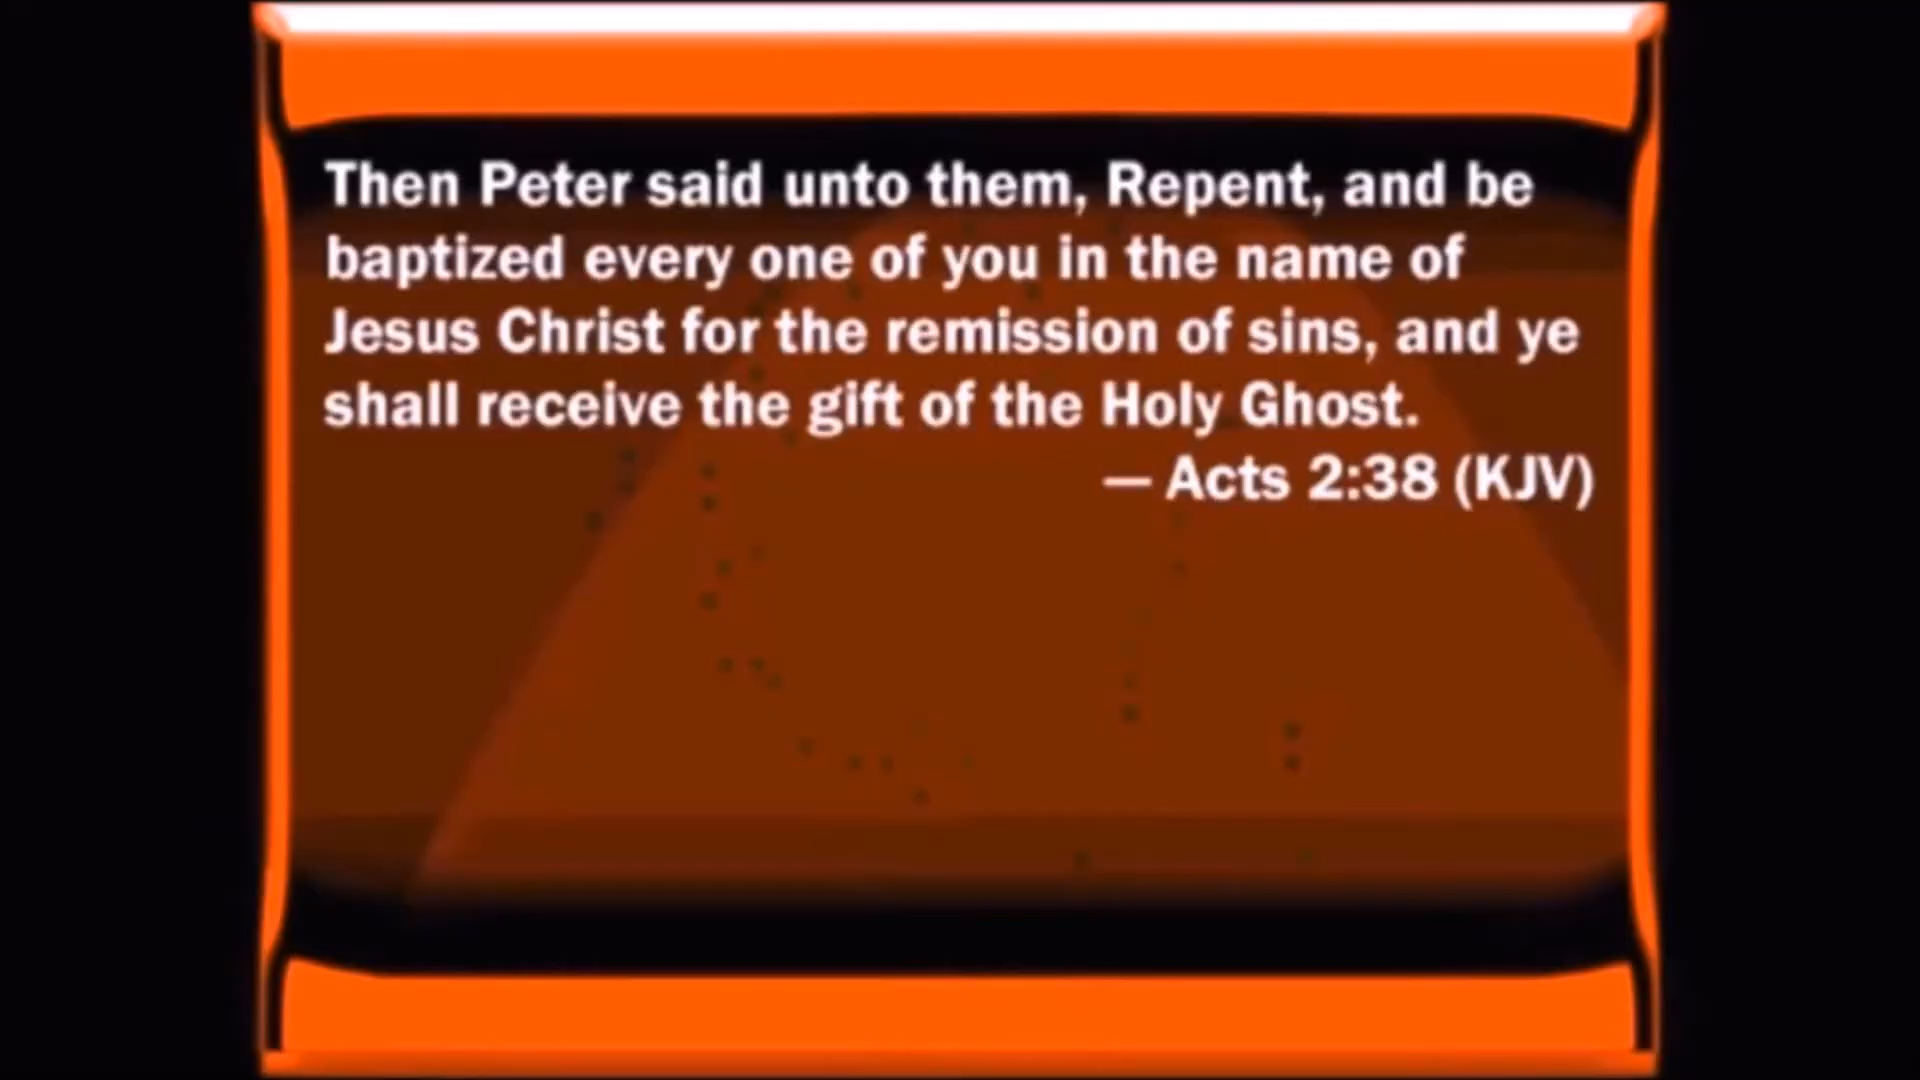 Then Peter said unto them, Repent, and be
baptized every one of you in the name of
Jesus Christ for the remission of sins, and ye
shall receive the gift of the Holy Ghost.
— Acts 2:38 (KJV)